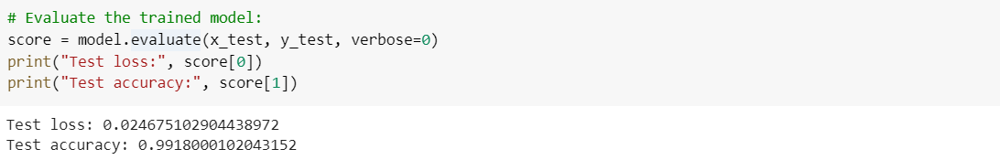 # Evaluate the trained model:
score = model.evaluate(x_test, y_test, verbose=0)
print("Test loss:", score[0])
print("Test accuracy:", score[1])
Test loss: 0.024675102904438972
Test accuracy: 0.9918000102043152